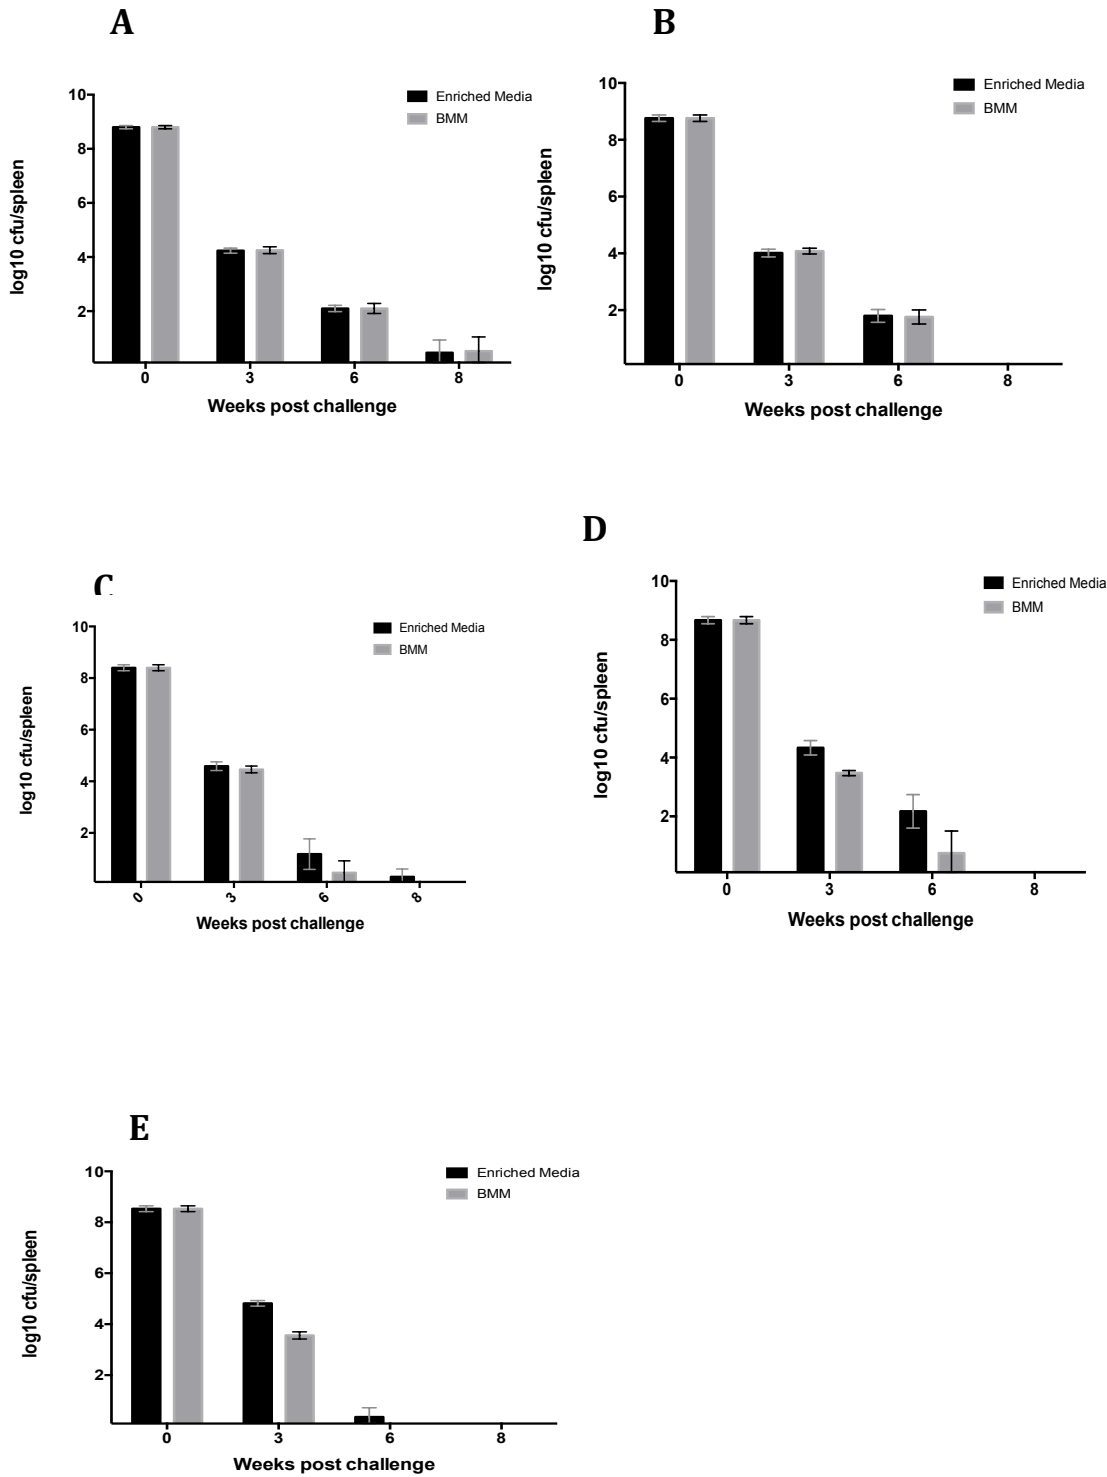 A
10
8
6
4
2
log10 cfu/spleen
Enriched Media
BMM
0 3 6 8
Weeks post challenge
B
10
8
6
4
2
log10 cfu/spleen
Enriched Media
BMM
0 3 6 8
Weeks post challenge
C
10
8
6
4
2
log10 cfu/spleen
Enriched Media
BMM
0 3 6 8
Weeks post challenge
D
10
8
6
4
2
log10 cfu/spleen
Enriched Media
BMM
0 3 6 8
Weeks post challenge
E
10
8
6
4
2
log10 cfu/spleen
Enriched Media
BMM
0 3 6 8
Weeks post challenge